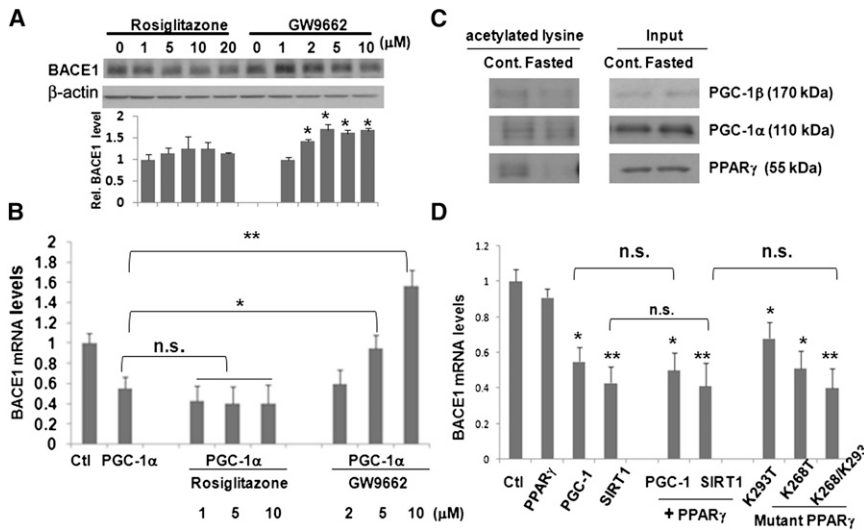 A
Rosiglitazone GW9662
0 1 5 10 20 0 1 2 5 10 (μM)
BACE1
β-actin
Rel. BACE1 level
2
1.5
1
0.5
0
* * * *
B
BACE1 mRNA levels
2
1.8
1.6
1.4
1.2
1
0.8
0.6
0.4
0.2
0
**
*
n.s.
Ctl PGC-1α PGC-1α PGC-1α
Rosiglitazone GW9662
1 5 10 2 5 10 (μM)
C
acetylated lysine Input
Cont. Fasted Cont. Fasted
PGC-1β (170 kDa)
PGC-1α (110 kDa)
PPARγ (55 kDa)
D
BACE1 mRNA levels
1.2
1
0.8
0.6
0.4
0.2
0
n.s. n.s.
n.s.
* ** * ** * * **
Ctl PPARγ PGC-1 SIRT1 PGC-1 SIRT1 K293T K268T K268/K293
+ PPARγ Mutant PPARγ